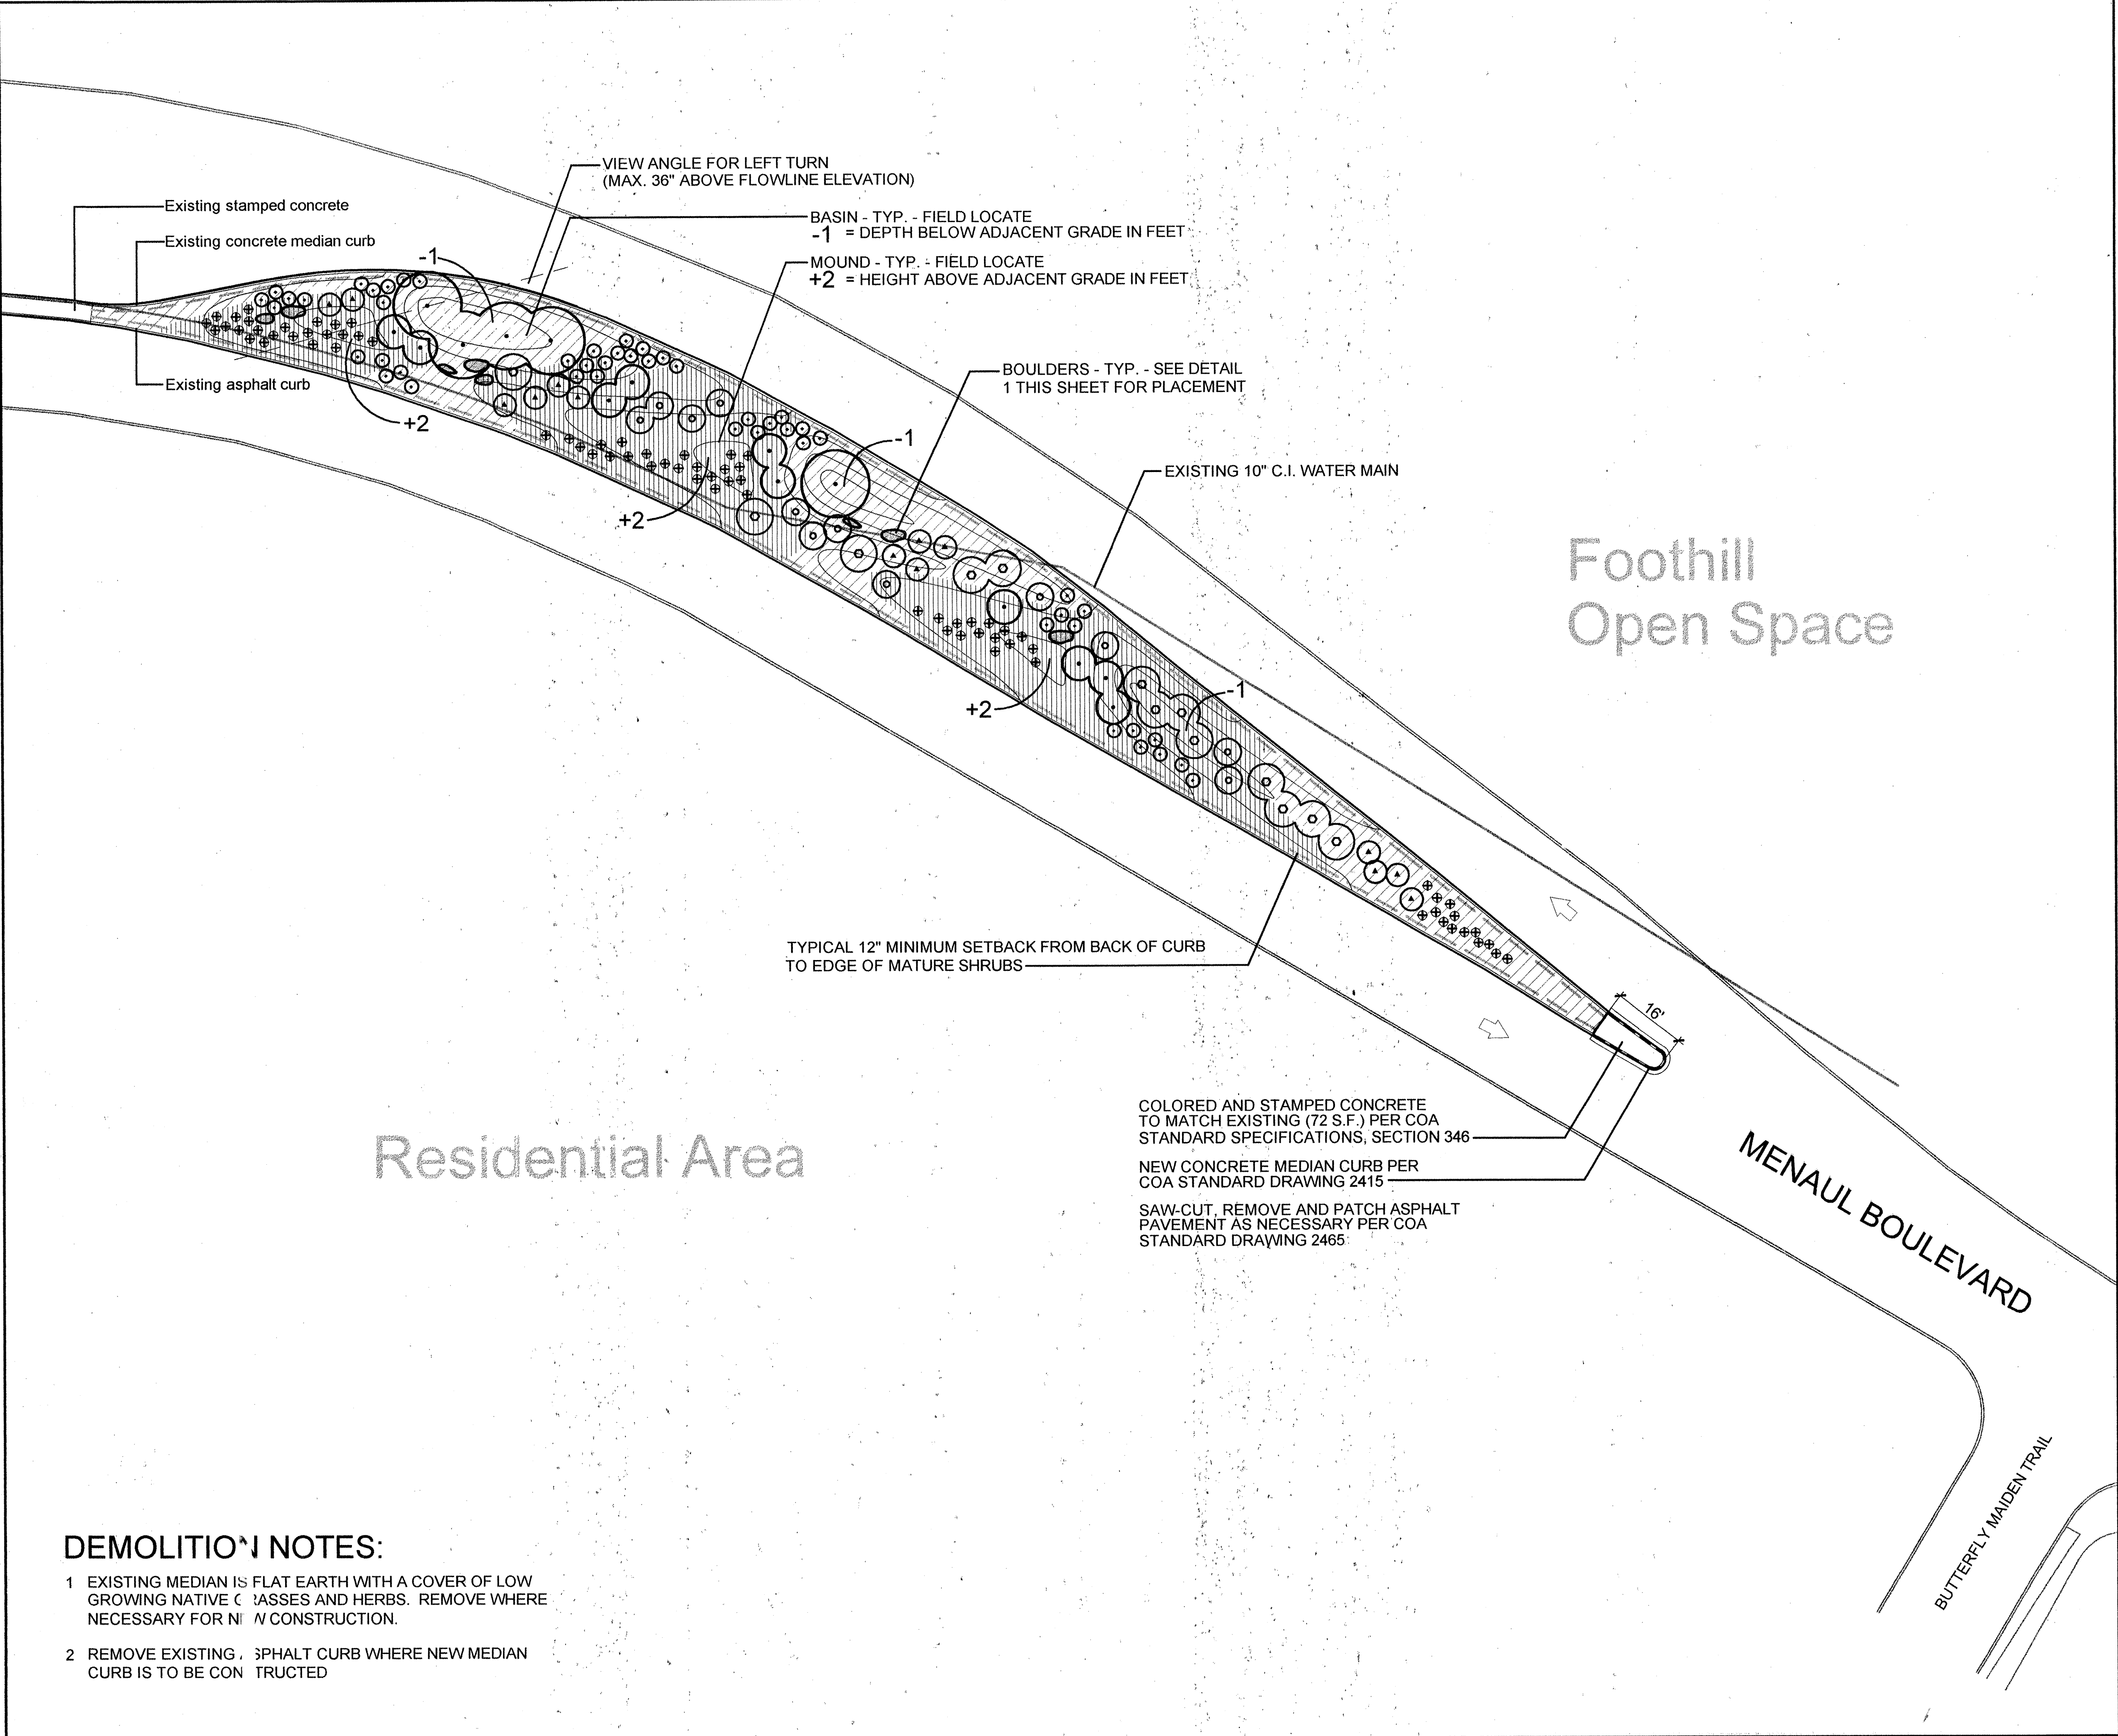 VIEW ANGLE FOR LEFT TURN
(MAX. 36" ABOVE FLOWLINE ELEVATION)
Existing stamped concrete
BASIN - TYP. - FIELD LOCATE
-1 = DEPTH BELOW ADJACENT GRADE IN FEET
Existing concrete median curb
-1
MOUND - TYP. - FIELD LOCATE
+2 = HEIGHT ABOVE ADJACENT GRADE IN FEET
BOULDERS - TYP. - SEE DETAIL
1 THIS SHEET FOR PLACEMENT
Existing asphalt curb
+2
-1
EXISTING 10" C.I. WATER MAIN
+2
Foothill
Open Space
-1
+2
TYPICAL 12" MINIMUM SETBACK FROM BACK OF CURB
TO EDGE OF MATURE SHRUBS
16'
COLORED AND STAMPED CONCRETE
TO MATCH EXISTING (72 S.F.) PER COA
STANDARD SPECIFICATIONS, SECTION 346
Residential Area
NEW CONCRETE MEDIAN CURB PER
COA STANDARD DRAWING 2415
SAW-CUT, REMOVE AND PATCH ASPHALT
PAVEMENT AS NECESSARY PER COA
STANDARD DRAWING 2465
MENAUL BOULEVARD
BUTTERFLY MAIDEN TRAIL
DEMOLITION NOTES:
1 EXISTING MEDIAN IS FLAT EARTH WITH A COVER OF LOW
GROWING NATIVE GRASSES AND HERBS. REMOVE WHERE
NECESSARY FOR NEW CONSTRUCTION.
2 REMOVE EXISTING ASPHALT CURB WHERE NEW MEDIAN
CURB IS TO BE CONSTRUCTED